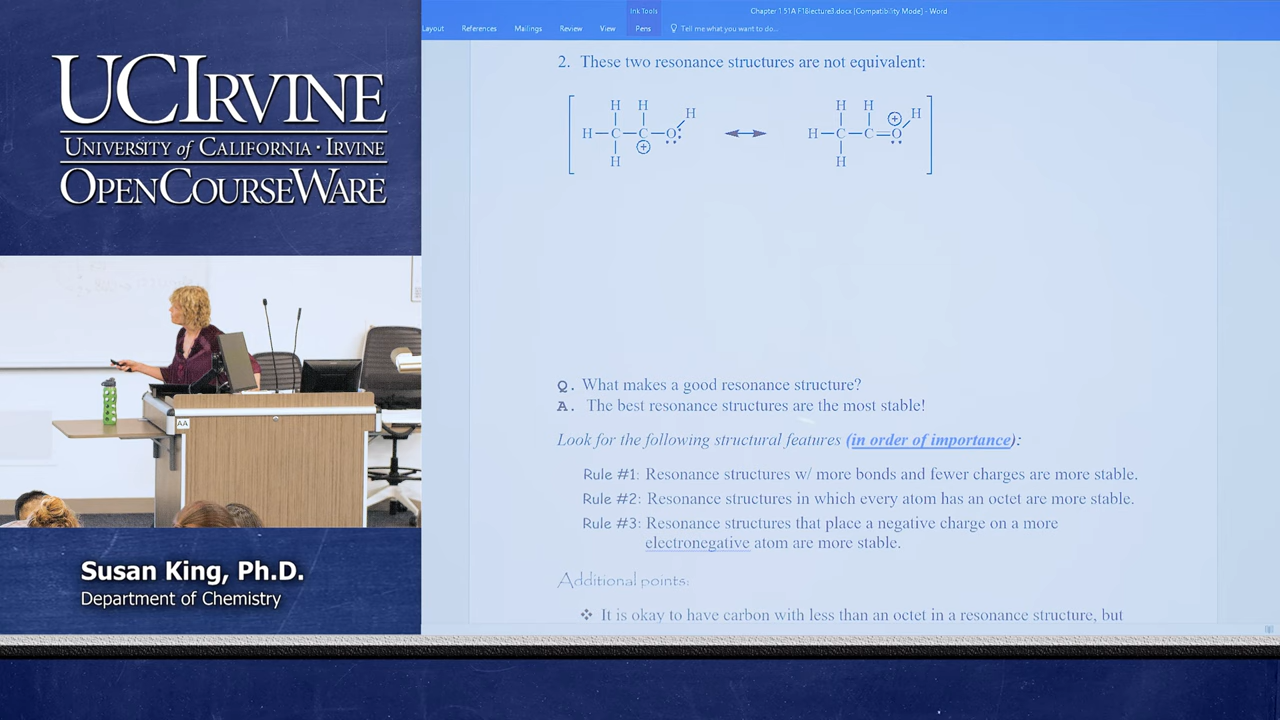 UCIRVINE
UNIVERSITY of CALIFORNIA · IRVINE
OPENCOURSEWARE
AA
Susan King, Ph.D.
Department of Chemistry
Ink Tools
Chapter 1 51A F18lecture3.docx [Compatibility Mode] - Word
Layout References Mailings Review View Pens Tell me what you want to do...
2. These two resonance structures are not equivalent:
H H H H H
H C C O H C C O
H H
Q. What makes a good resonance structure?
A. The best resonance structures are the most stable!
Look for the following structural features (in order of importance):
Rule #1: Resonance structures w/ more bonds and fewer charges are more stable.
Rule #2: Resonance structures in which every atom has an octet are more stable.
Rule #3: Resonance structures that place a negative charge on a more
electronegative atom are more stable.
Additional points:
❖ It is okay to have carbon with less than an octet in a resonance structure, but